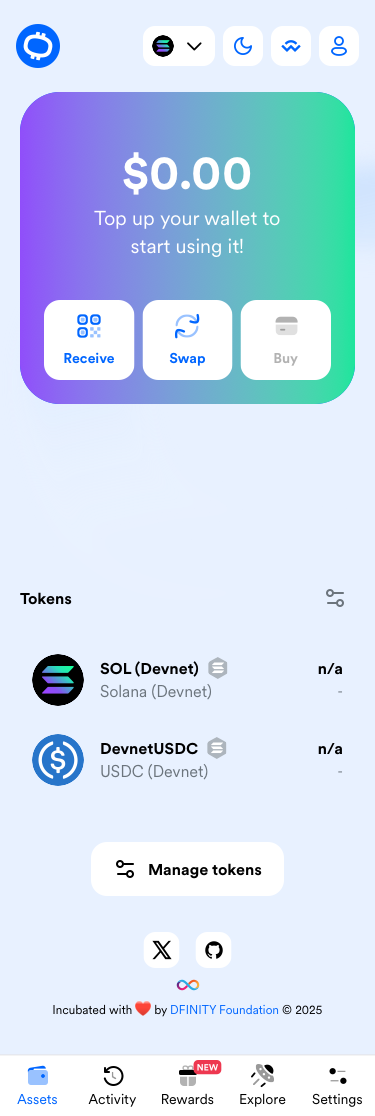 $0.00
Top up your wallet to
start using it!
Receive
Swap
Buy
Tokens
SOL (Devnet)
n/a
Solana (Devnet)
-
DevnetUSDC
n/a
USDC (Devnet)
-
Manage tokens
Incubated with ❤️ by DFINITY Foundation © 2025
NEW
Assets
Activity
Rewards
Explore
Settings